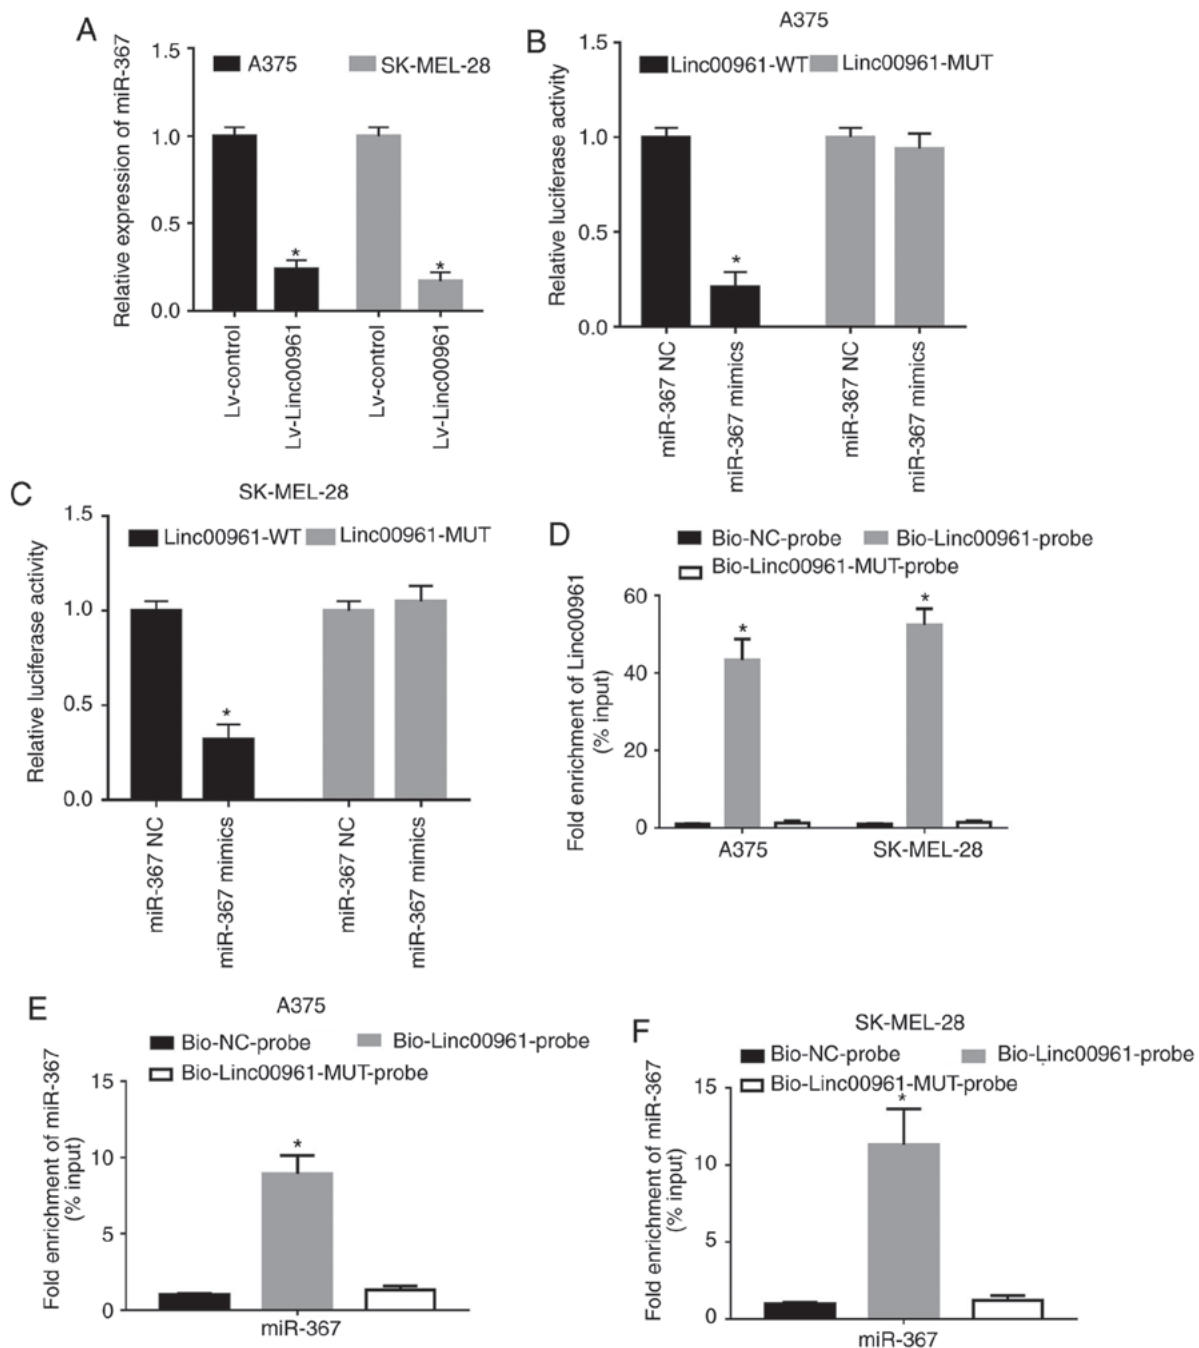 A
Relative expression of miR-367
1.5
1.0
0.5
0.0
A375
SK-MEL-28
*
*
Lv-control
Lv-Linc00961
Lv-control
Lv-Linc00961
B
A375
Relative luciferase activity
1.5
1.0
0.5
0.0
Linc00961-WT
Linc00961-MUT
*
miR-367 NC
miR-367 mimics
miR-367 NC
miR-367 mimics
C
SK-MEL-28
Relative luciferase activity
1.5
1.0
0.5
0.0
Linc00961-WT
Linc00961-MUT
*
miR-367 NC
miR-367 mimics
miR-367 NC
miR-367 mimics
D
Bio-NC-probe
Bio-Linc00961-probe
Bio-Linc00961-MUT-probe
Fold enrichment of Linc00961
(% input)
60
40
20
0
*
*
A375
SK-MEL-28
E
A375
Bio-NC-probe
Bio-Linc00961-probe
Bio-Linc00961-MUT-probe
Fold enrichment of miR-367
(% input)
15
10
5
0
*
miR-367
F
SK-MEL-28
Bio-NC-probe
Bio-Linc00961-probe
Bio-Linc00961-MUT-probe
Fold enrichment of miR-367
(% input)
15
10
5
0
*
miR-367